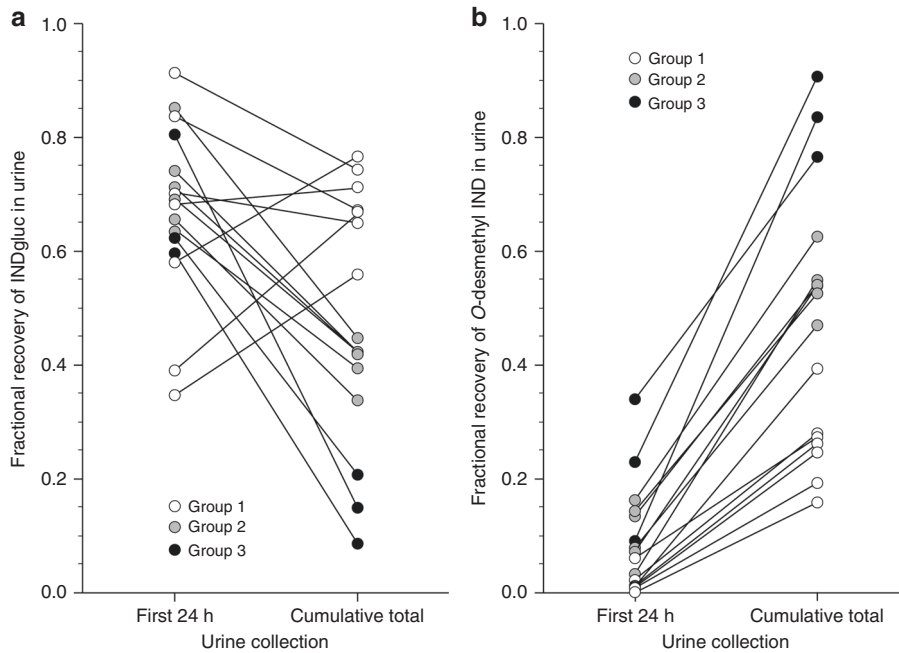 a
1.0
0.8
0.6
0.4
0.2
0.0
Fractional recovery of INDgluc in urine
Group 1
Group 2
Group 3
First 24 h
Cumulative total
Urine collection
b
1.0
0.8
0.6
0.4
0.2
0.0
Fractional recovery of O-desmethyl IND in urine
Group 1
Group 2
Group 3
First 24 h
Cumulative total
Urine collection